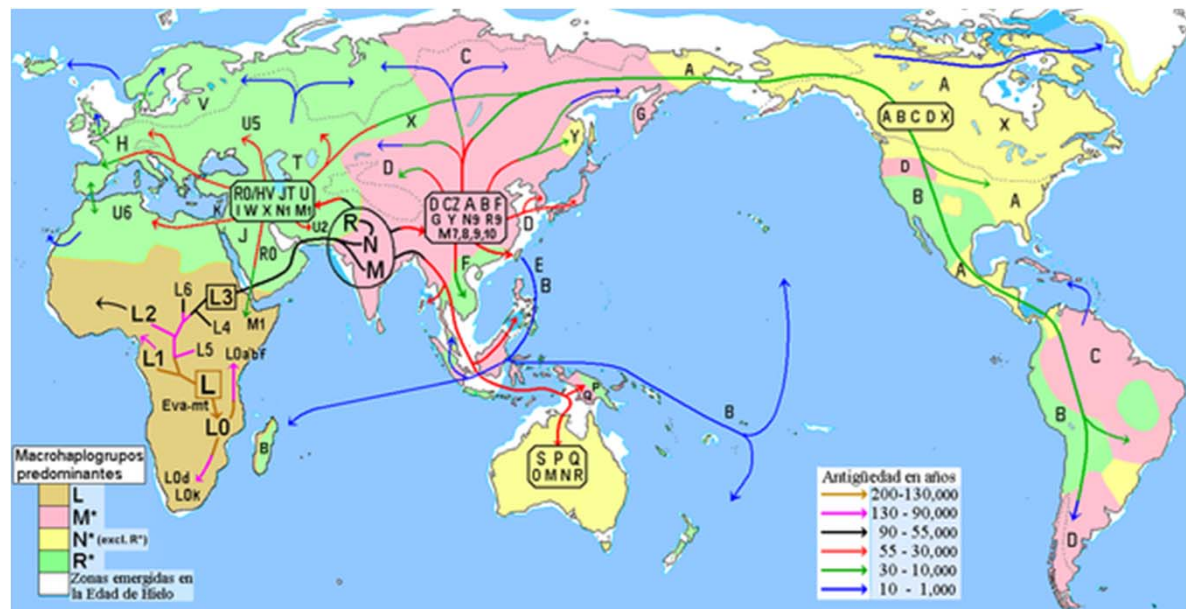 C
A
A
V
U5
H
X
G
A B C D X
X
T
Y
D
D
R0/HV JT U
I W X N1 M1
K
D CZ A B F
G Y N9 R9
M7,8,9,10
D
B
A
U6
U2
R
N
M
J
R0
F
E
B
A
L6
L3
L2
L4
M1
C
L5
L0abf
L1
L
Eva-mt
P
Q
B
B
L0
B
S P Q
O M N R
L0d
L0k
D
Macrohaplogrupos
predominantes
L
M*
N* (excl. R*)
R*
Zonas emergidas en
la Edad de Hielo
Antigüedad en años
200-130,000
130 - 90,000
90 - 55,000
55 - 30,000
30 - 10,000
10 - 1,000